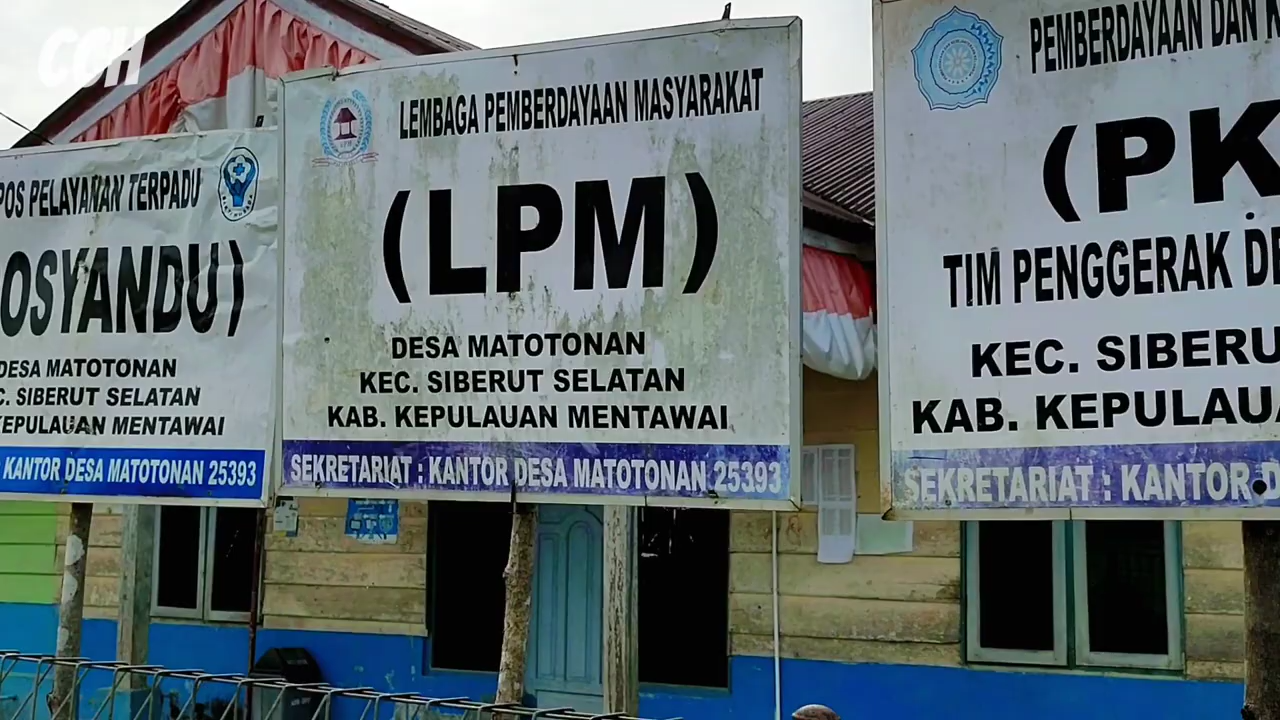 CCH
POS PELAYANAN TERPADU
OSYANDU)
DESA MATOTONAN
C. SIBERUT SELATAN
KEPULAUAN MENTAWAI
KANTOR DESA MATOTONAN 25393
LEMBAGA PEMBERDAYAAN MASYARAKAT
(LPM)
DESA MATOTONAN
KEC. SIBERUT SELATAN
KAB. KEPULAUAN MENTAWAI
SEKRETARIAT : KANTOR DESA MATOTONAN 25393
PEMBERDAYAAN DAN K
(PK
TIM PENGGERAK DE
KEC. SIBERU
KAB. KEPULAU
SEKRETARIAT : KANTOR D